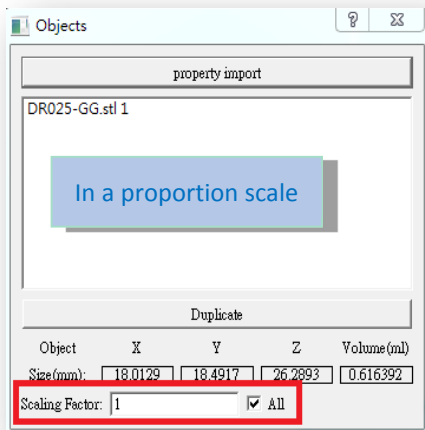 Objects
property import
DR025-GG.stl 1
In a proportion scale
Duplicate
Object X Y Z Volume(ml)
Size(mm): 18.0129 18.4917 26.2893 0.616392
Scaling Factor: 1 All